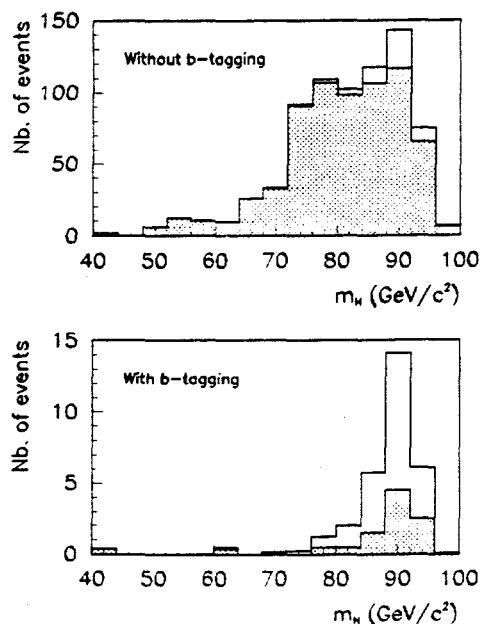 150
100
50
0
Nb. of events
Without b-tagging
40 50 60 70 80 90 100
m_H (GeV/c²)
15
10
5
0
Nb. of events
With b-tagging
40 50 60 70 80 90 100
m_H (GeV/c²)